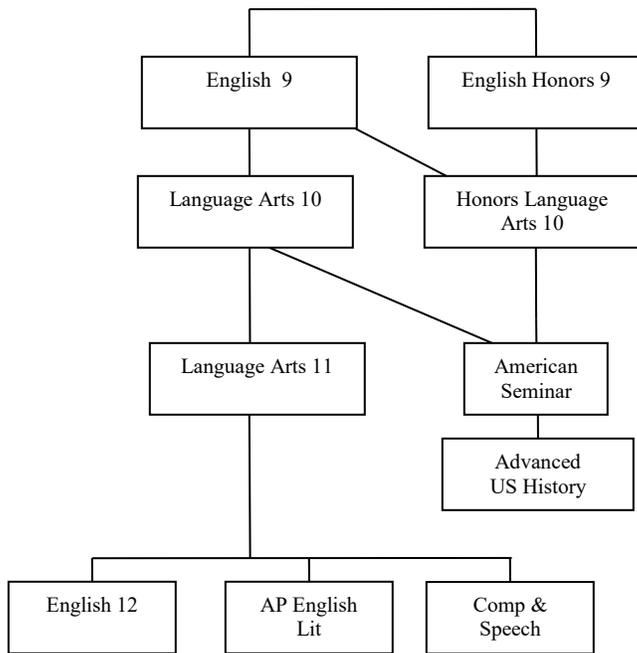 English 9
English Honors 9
Language Arts 10
Honors Language
Arts 10
Language Arts 11
American
Seminar
Advanced
US History
English 12
AP English
Lit
Comp &
Speech